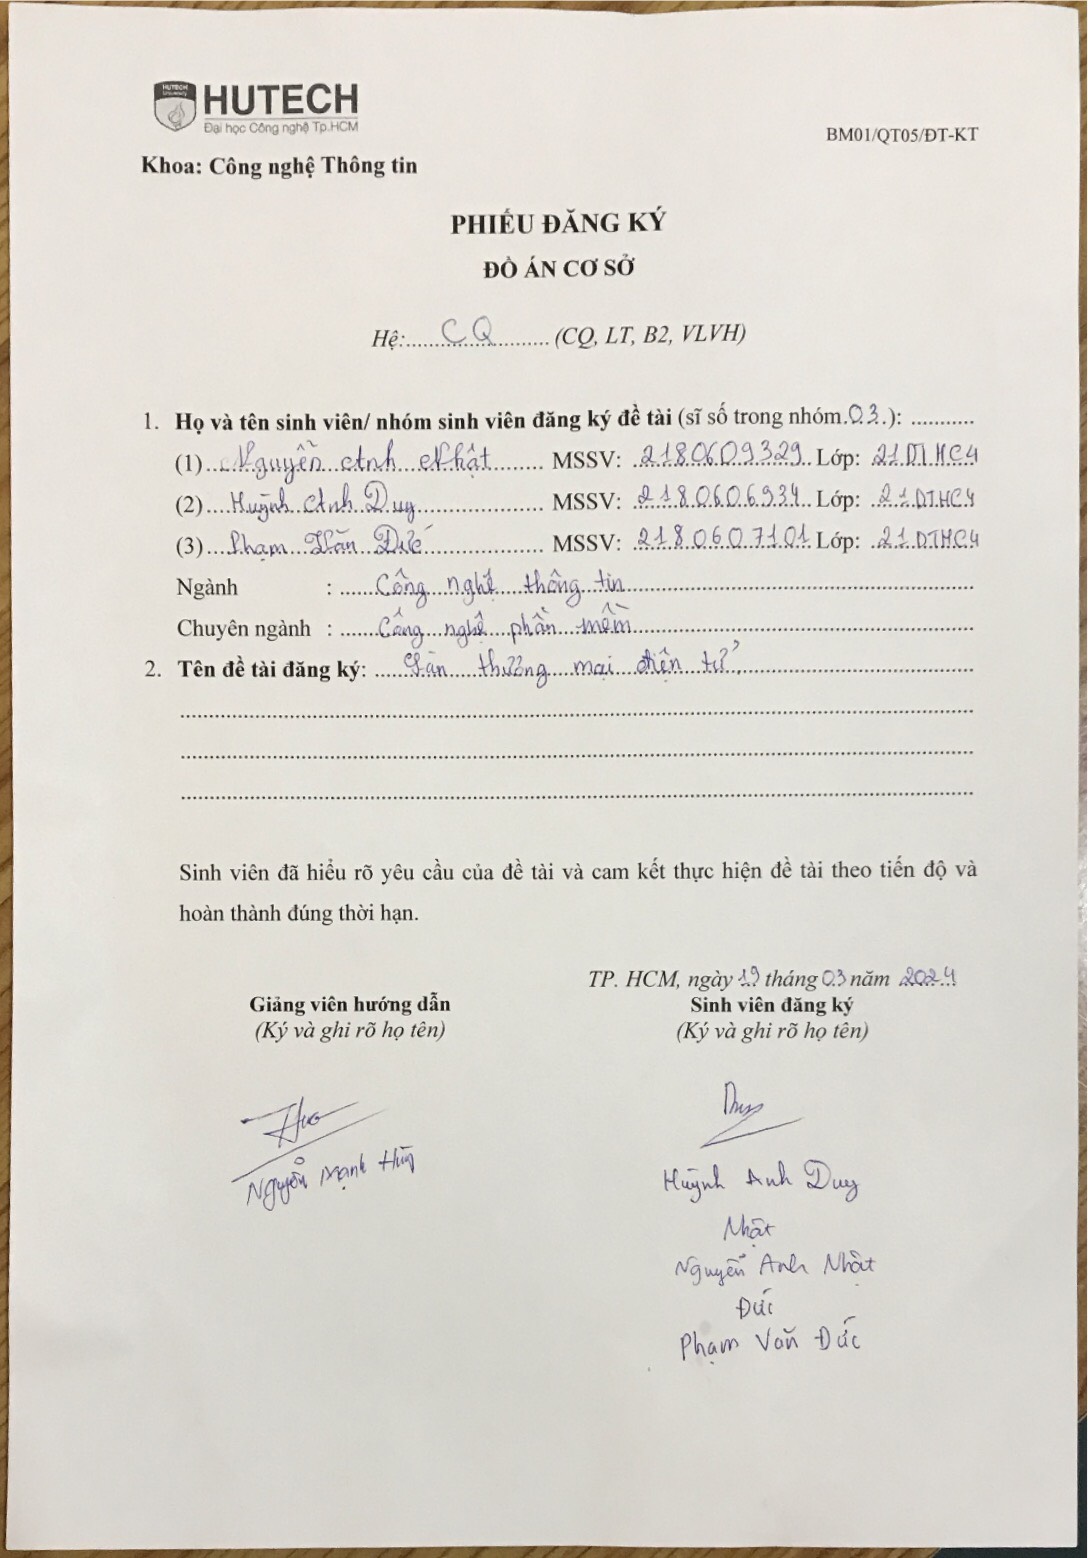 HUTECH
University
HUTECH
Đại học Công nghệ Tp.HCM
BM01/QT05/ĐT-KT
Khoa: Công nghệ Thông tin
PHIẾU ĐĂNG KÝ
ĐỒ ÁN CƠ SỞ
Hệ:.....CQ.......... (CQ, LT, B2, VLVH)
1. Họ và tên sinh viên/ nhóm sinh viên đăng ký đề tài (sĩ số trong nhóm.03.): ...........
(1)...Nguyễn Anh Nhật........ MSSV: 2180609329 Lớp: 21DTHC4
(2)....Huỳnh Anh Duy........ MSSV: 2180606934 Lớp: 21DTHC4
(3)....Phạm Văn Đức........ MSSV: 2180607101 Lớp: 21DTHC4
Ngành : ......Công nghệ thông tin........
Chuyên ngành : ......Công nghệ phần mềm........
2. Tên đề tài đăng ký: .....Sàn thương mại điện tử.........
Sinh viên đã hiểu rõ yêu cầu của đề tài và cam kết thực hiện đề tài theo tiến độ và
hoàn thành đúng thời hạn.
TP. HCM, ngày 19 tháng 03 năm 2024
Giảng viên hướng dẫn
(Ký và ghi rõ họ tên)
Nguyễn Mạnh Hùng
Sinh viên đăng ký
(Ký và ghi rõ họ tên)
Duy
Huỳnh Anh Duy
Nhật
Nguyễn Anh Nhật
Đức
Phạm Văn Đức